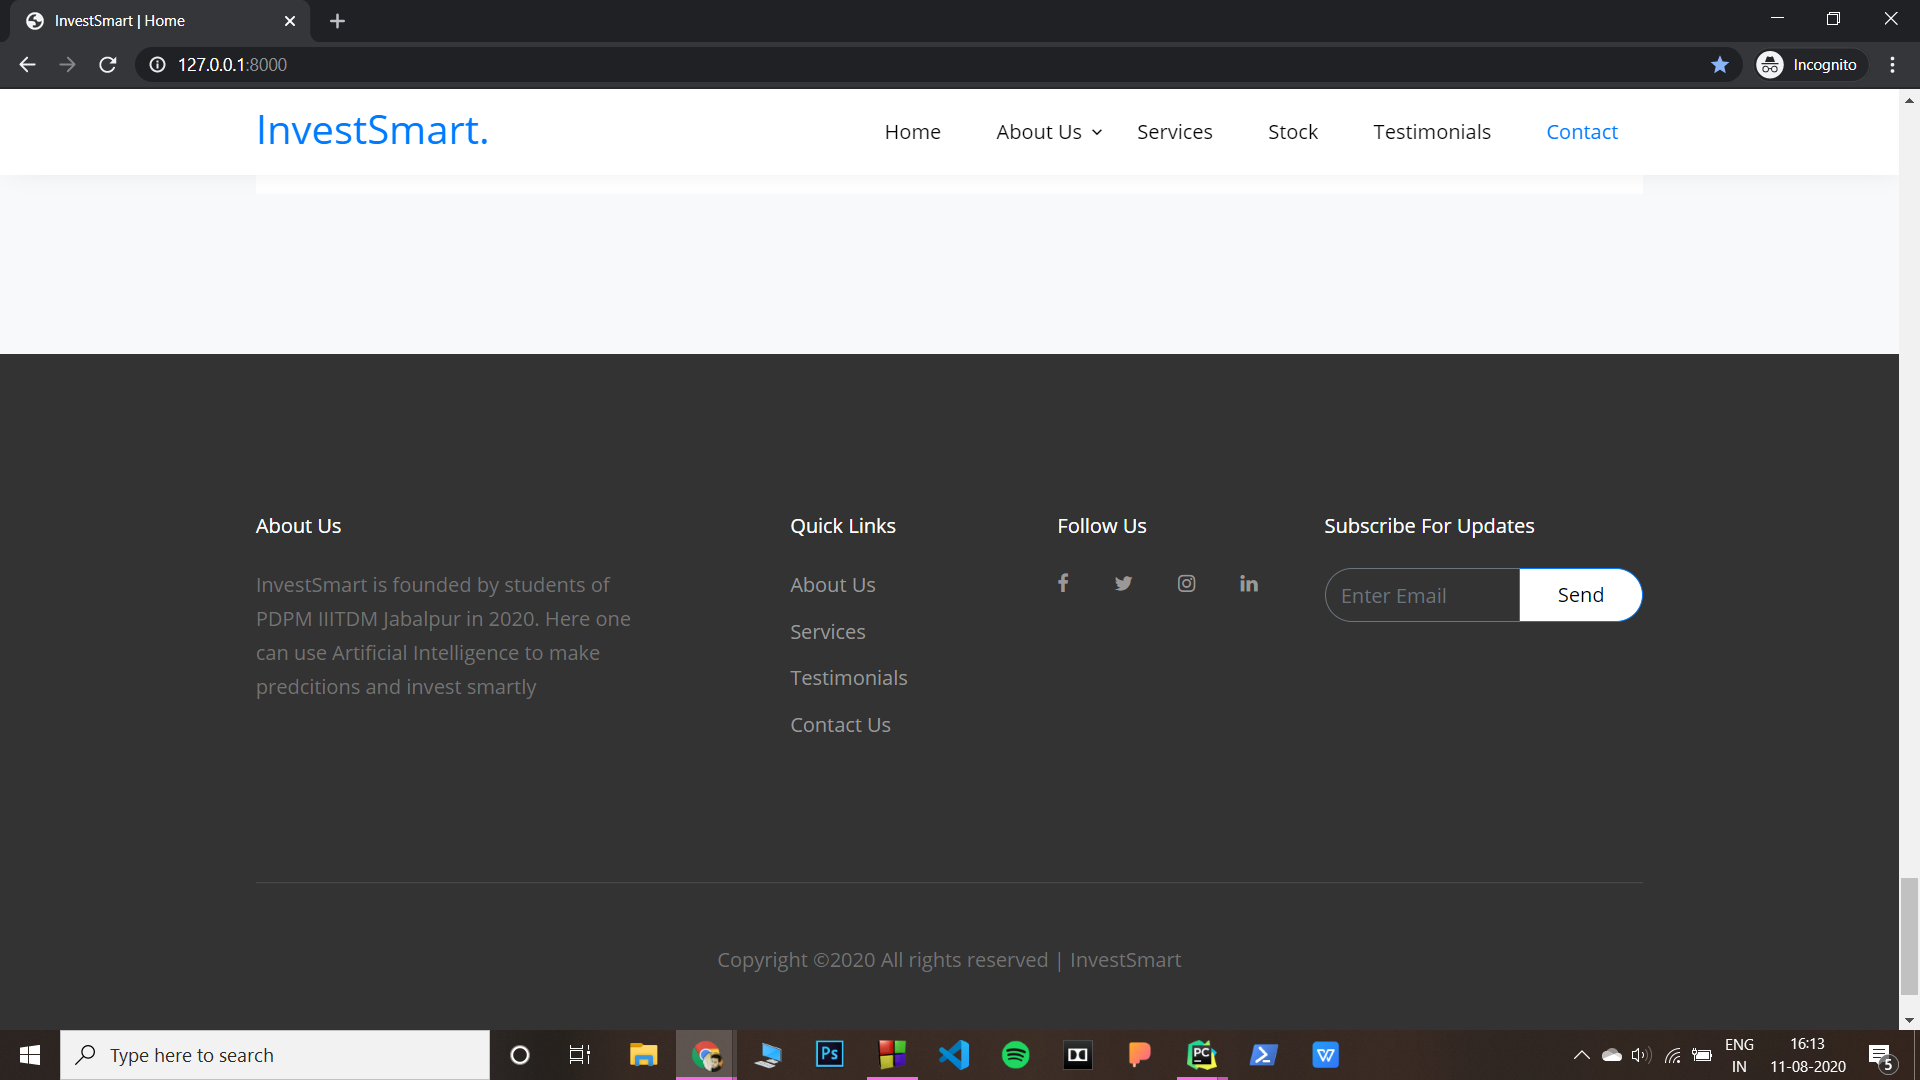 InvestSmart | Home
127.0.0.1:8000
Incognito
InvestSmart.
Home
About Us
Services
Stock
Testimonials
Contact
About Us
InvestSmart is founded by students of
PDPM IIITDM Jabalpur in 2020. Here one
can use Artificial Intelligence to make
predcitions and invest smartly
Quick Links
About Us
Services
Testimonials
Contact Us
Follow Us
Subscribe For Updates
Enter Email
Send
Copyright ©2020 All rights reserved | InvestSmart
Type here to search
Ps
PC
W
ENG
IN
16:13
11-08-2020
5